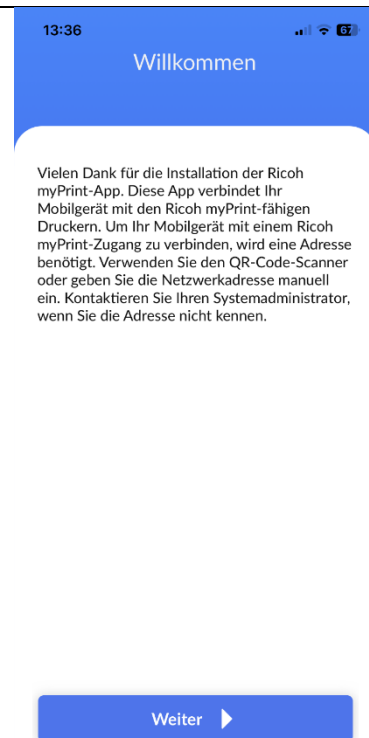 13:36
67
Willkommen
Vielen Dank für die Installation der Ricoh
myPrint-App. Diese App verbindet Ihr
Mobilgerät mit den Ricoh myPrint-fähigen
Druckern. Um Ihr Mobilgerät mit einem Ricoh
myPrint-Zugang zu verbinden, wird eine Adresse
benötigt. Verwenden Sie den QR-Code-Scanner
oder geben Sie die Netzwerkadresse manuell
ein. Kontaktieren Sie Ihren Systemadministrator,
wenn Sie die Adresse nicht kennen.
Weiter